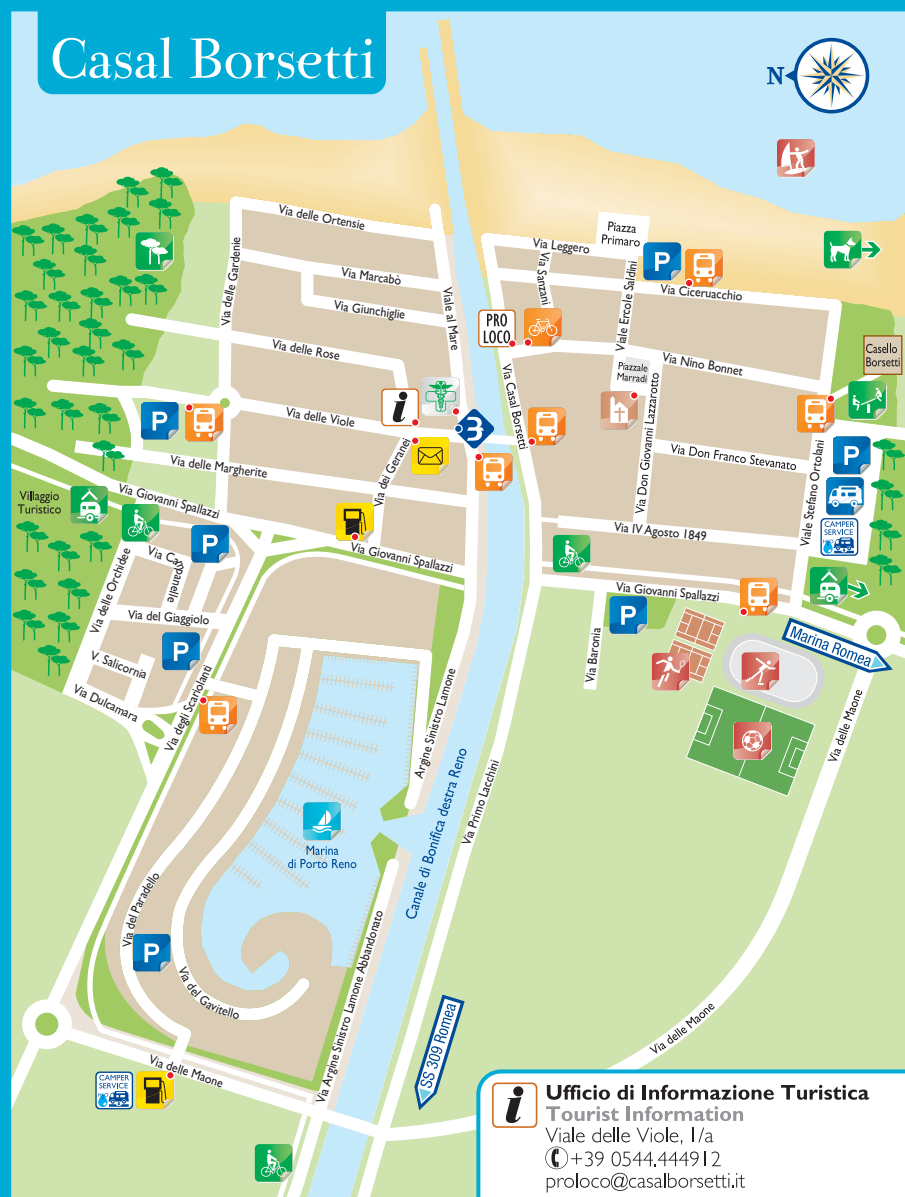 Casal Borsetti
N
Via delle Ortensie
Via Marcabò
Via Giunchiglie
Via delle Gardenie
Via delle Rose
Viale al Mare
Via delle Viole
Via delle Margherite
Via dei Geranei
Via Giovanni Spallazzi
Via Giovanni Spallazzi
Villaggio
Turistico
Via delle Orchidee
Via Campanelle
Via del Giaggiolo
V. Salicornia
Via Dulcamara
Via degli Scariolanti
P
P
P
i
3
Piazza
Primaro
Via Leggero
Via Sanzani
Viale Ercole Saldini
P
Via Ciceruacchio
PRO
LOCO
Via Nino Bonnet
Piazzale
Marradi
Casello
Borsetti
Via Casal Borsetti
Via Don Giovanni Lazzarotto
Via Don Franco Stevanato
Viale Stefano Ortolani
P
CAMPER
SERVICE
H2O
Via IV Agosto 1849
Via Giovanni Spallazzi
P
Via Baronia
Marina Romea
Via delle Maone
Argine Sinistro Lamone
Canale di Bonifica destra Reno
Via Primo Lacchini
Marina
di Porto Reno
Via del Paradello
P
Via del Gavitello
Via Argine Sinistro Lamone Abbandonato
SS 309 Romea
Via delle Maone
Via delle Maone
CAMPER
SERVICE
H2O
i
Ufficio di Informazione Turistica
Tourist Information
Viale delle Viole, 1/a
+39 0544.444912
proloco@casalborsetti.it